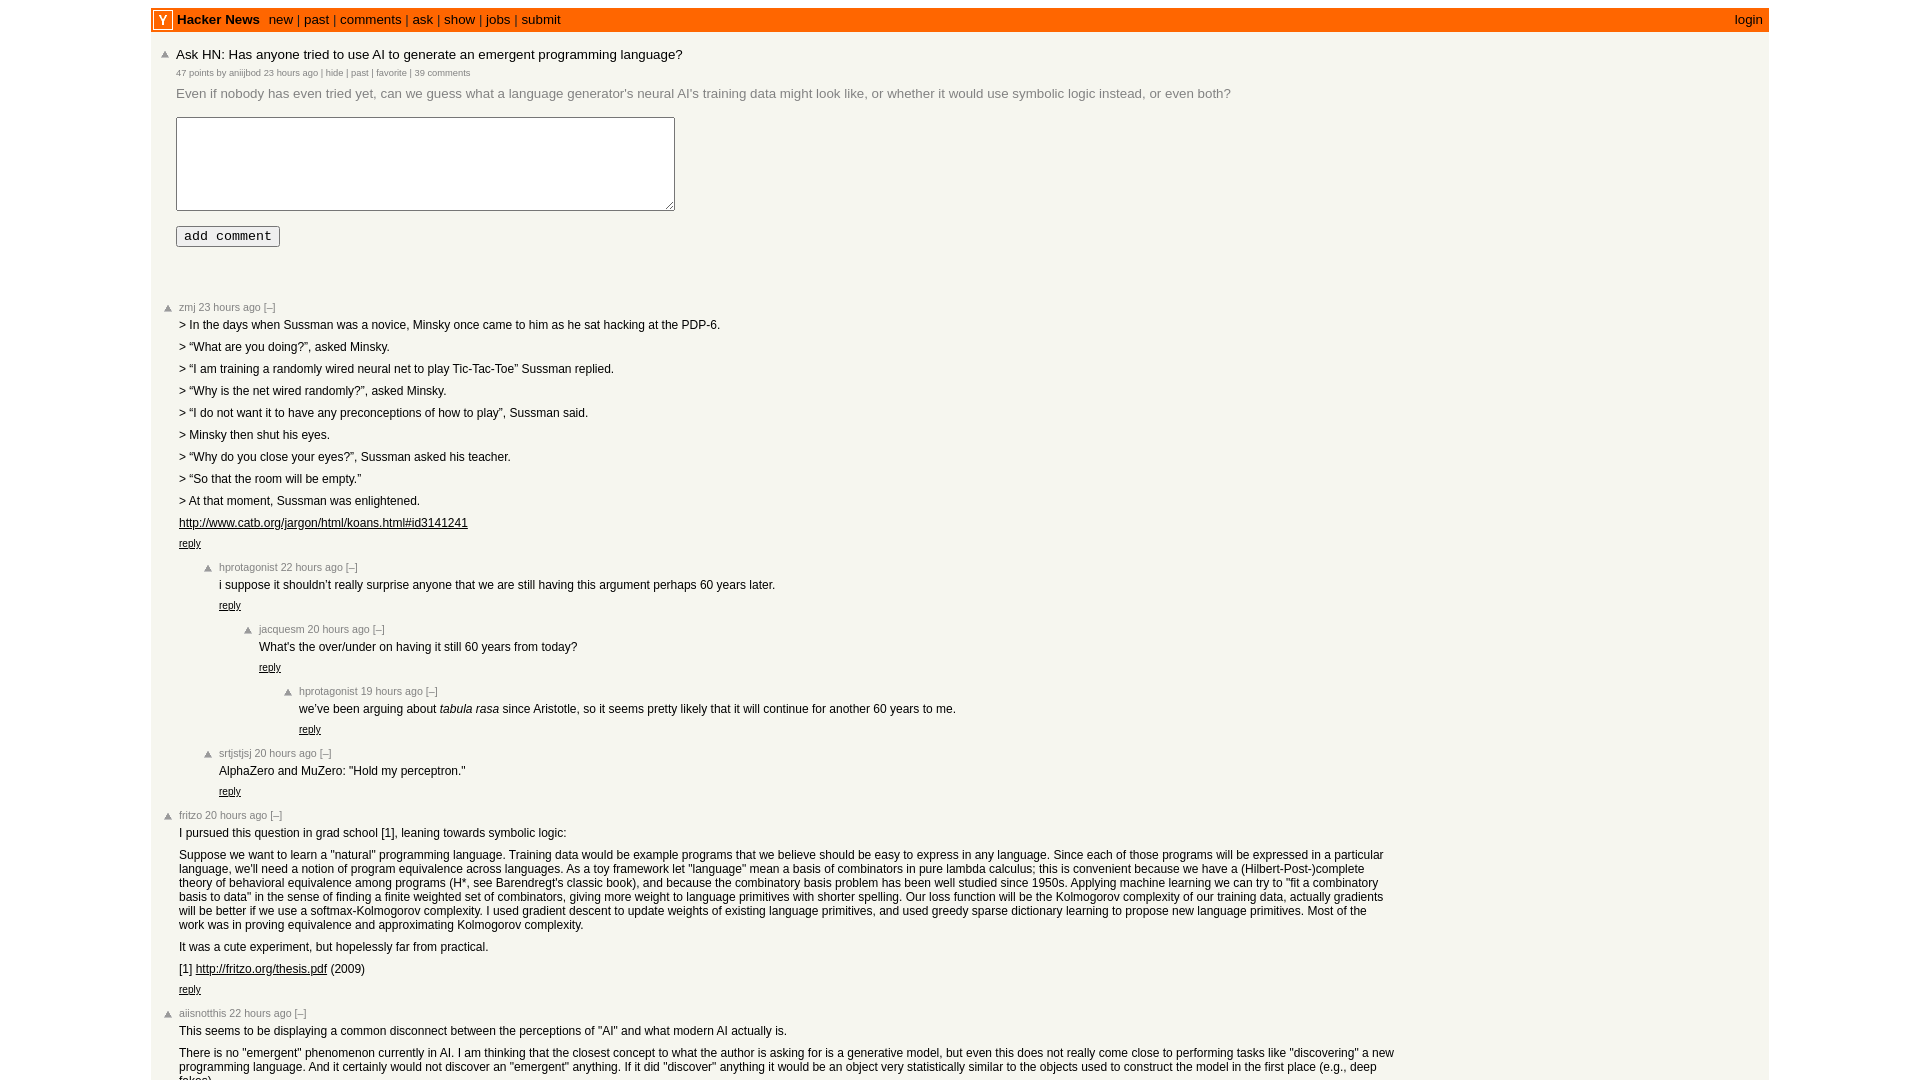 Y Hacker News new | past | comments | ask | show | jobs | submit login
Ask HN: Has anyone tried to use AI to generate an emergent programming language?
47 points by aniijbod 23 hours ago | hide | past | favorite | 39 comments
Even if nobody has even tried yet, can we guess what a language generator's neural AI's training data might look like, or whether it would use symbolic logic instead, or even both?
add comment
zmj 23 hours ago [–]
> In the days when Sussman was a novice, Minsky once came to him as he sat hacking at the PDP-6.
> “What are you doing?”, asked Minsky.
> “I am training a randomly wired neural net to play Tic-Tac-Toe” Sussman replied.
> “Why is the net wired randomly?”, asked Minsky.
> “I do not want it to have any preconceptions of how to play”, Sussman said.
> Minsky then shut his eyes.
> “Why do you close your eyes?”, Sussman asked his teacher.
> “So that the room will be empty.”
> At that moment, Sussman was enlightened.
http://www.catb.org/jargon/html/koans.html#id3141241
reply
hprotagonist 22 hours ago [–]
i suppose it shouldn’t really surprise anyone that we are still having this argument perhaps 60 years later.
reply
jacquesm 20 hours ago [–]
What's the over/under on having it still 60 years from today?
reply
hprotagonist 19 hours ago [–]
we’ve been arguing about tabula rasa since Aristotle, so it seems pretty likely that it will continue for another 60 years to me.
reply
srtjstjsj 20 hours ago [–]
AlphaZero and MuZero: "Hold my perceptron."
reply
fritzo 20 hours ago [–]
I pursued this question in grad school [1], leaning towards symbolic logic:
Suppose we want to learn a "natural" programming language. Training data would be example programs that we believe should be easy to express in any language. Since each of those programs will be expressed in a particular
language, we'll need a notion of program equivalence across languages. As a toy framework let "language" mean a basis of combinators in pure lambda calculus; this is convenient because we have a (Hilbert-Post-)complete
theory of behavioral equivalence among programs (H*, see Barendregt's classic book), and because the combinatory basis problem has been well studied since 1950s. Applying machine learning we can try to "fit a combinatory
basis to data" in the sense of finding a finite weighted set of combinators, giving more weight to language primitives with shorter spelling. Our loss function will be the Kolmogorov complexity of our training data, actually gradients
will be better if we use a softmax-Kolmogorov complexity. I used gradient descent to update weights of existing language primitives, and used greedy sparse dictionary learning to propose new language primitives. Most of the
work was in proving equivalence and approximating Kolmogorov complexity.
It was a cute experiment, but hopelessly far from practical.
[1] http://fritzo.org/thesis.pdf (2009)
reply
aiisnotthis 22 hours ago [–]
This seems to be displaying a common disconnect between the perceptions of "AI" and what modern AI actually is.
There is no "emergent" phenomenon currently in AI. I am thinking that the closest concept to what the author is asking for is a generative model, but even this does not really come close to performing tasks like "discovering" a new
programming language. And it certainly would not discover an "emergent" anything. If it did "discover" anything it would be an object very statistically similar to the objects used to construct the model in the first place (e.g., deep